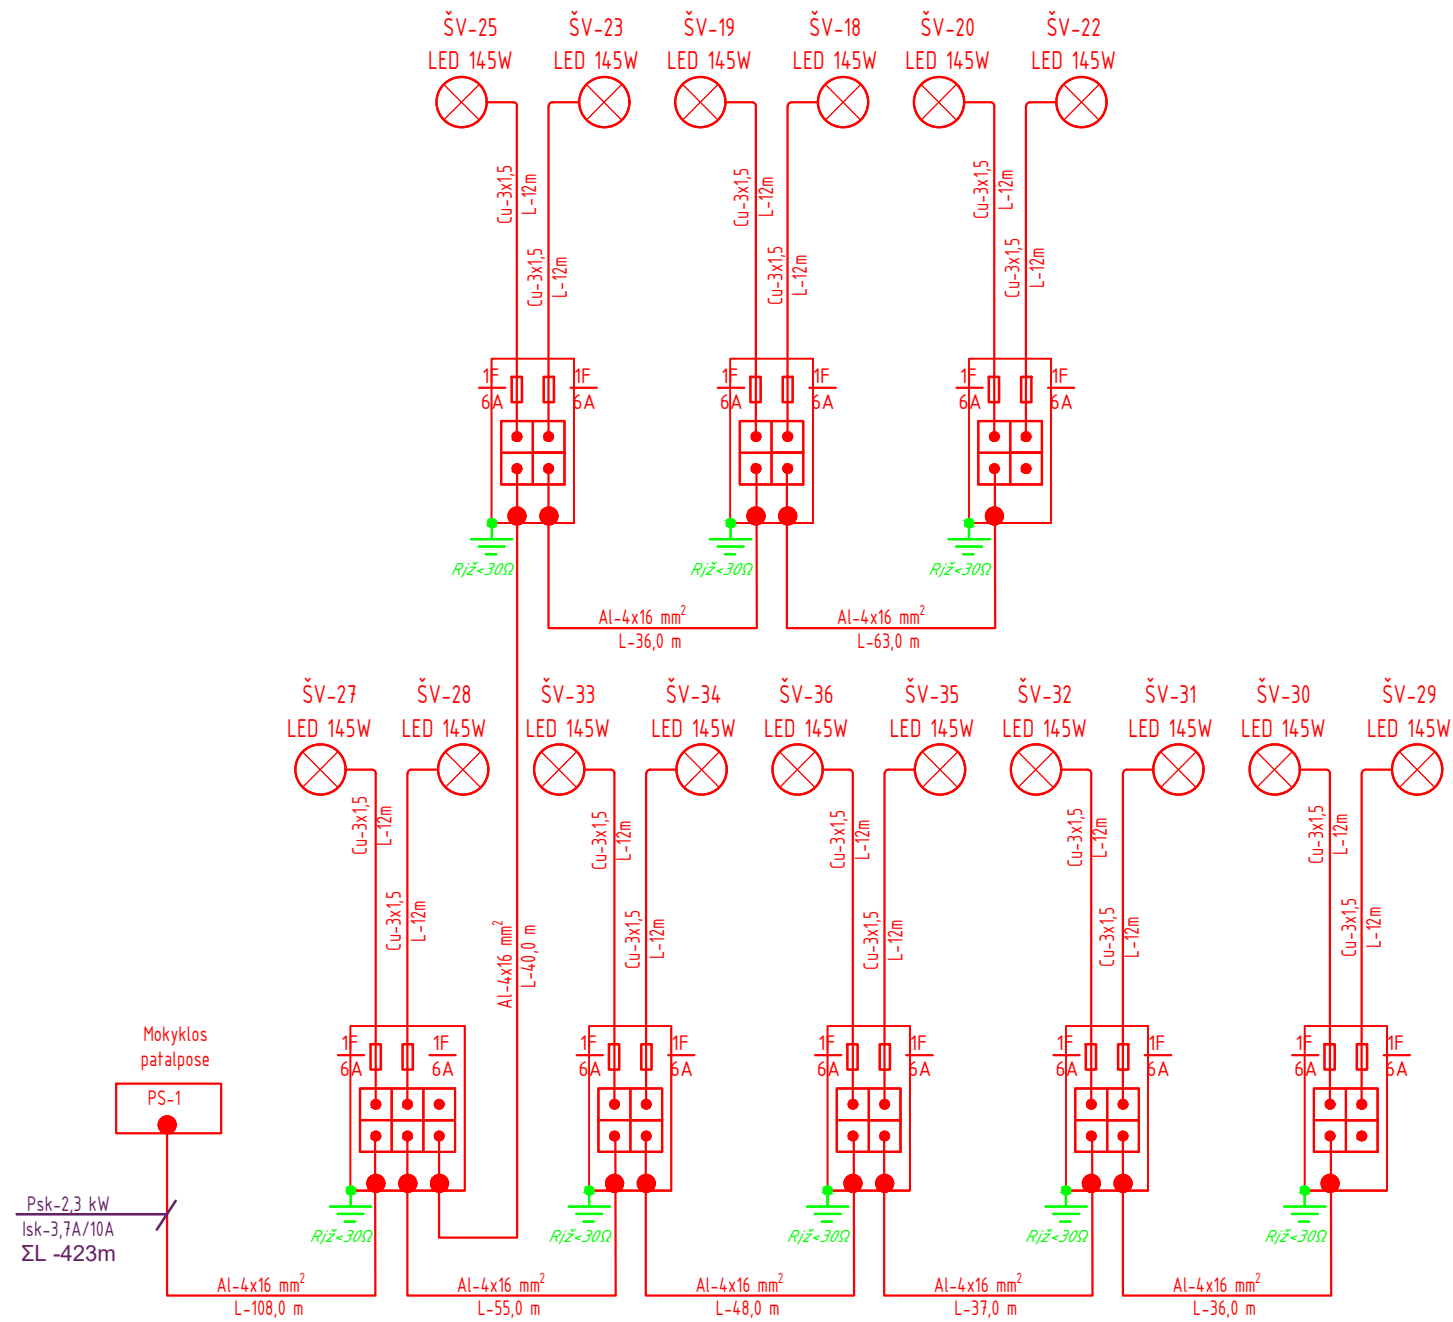 ŠV-25 ŠV-23 ŠV-19 ŠV-18 ŠV-20 ŠV-22
LED 145W LED 145W LED 145W LED 145W LED 145W LED 145W
Cu-3x1,5
L-12m
Cu-3x1,5
L-12m
Cu-3x1,5
L-12m
Cu-3x1,5
L-12m
Cu-3x1,5
L-12m
Cu-3x1,5
L-12m
1F 1F 1F 1F 1F 1F
6A 6A 6A 6A 6A 6A
Rįž<30Ω Rįž<30Ω Rįž<30Ω
Al-4x16 mm² Al-4x16 mm²
L-36,0 m L-63,0 m
ŠV-27 ŠV-28 ŠV-33 ŠV-34 ŠV-36 ŠV-35 ŠV-32 ŠV-31 ŠV-30 ŠV-29
LED 145W LED 145W LED 145W LED 145W LED 145W LED 145W LED 145W LED 145W LED 145W LED 145W
Cu-3x1,5
L-12m
Cu-3x1,5
L-12m
Al-4x16 mm²
L-40,0 m
Cu-3x1,5
L-12m
Cu-3x1,5
L-12m
Cu-3x1,5
L-12m
Cu-3x1,5
L-12m
Cu-3x1,5
L-12m
Cu-3x1,5
L-12m
Cu-3x1,5
L-12m
Cu-3x1,5
L-12m
Mokyklos
patalpose
PS-1
1F 1F 1F 1F 1F 1F 1F 1F 1F 1F
6A 6A 6A 6A 6A 6A 6A 6A 6A 6A
Rįž<30Ω Rįž<30Ω Rįž<30Ω Rįž<30Ω Rįž<30Ω
Psk-2,3 kW
Isk-3,7A/10A
ΣL -423m
Al-4x16 mm² Al-4x16 mm² Al-4x16 mm² Al-4x16 mm² Al-4x16 mm²
L-108,0 m L-55,0 m L-48,0 m L-37,0 m L-36,0 m